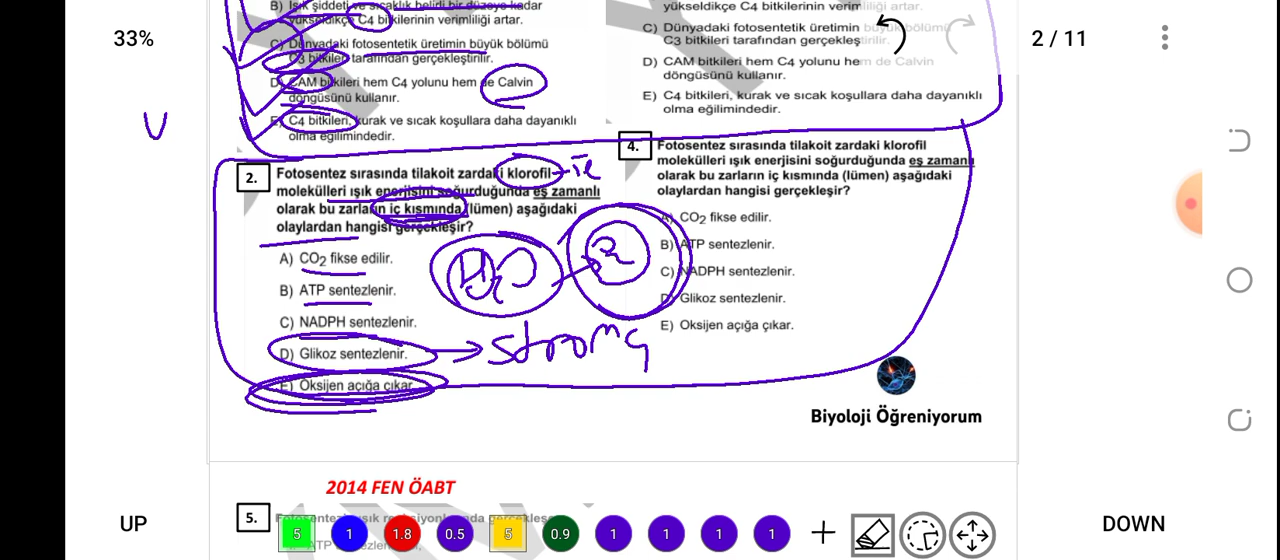 33%
2 / 11
B) Işık şiddeti ve sıcaklık belirli bir düzeye kadar
yükseldikçe C4 bitkilerinin verimliliği artar.
C) Dünyadaki fotosentetik üretimin büyük bölümü
C3 bitkileri tarafından gerçekleştirilir.
D) CAM bitkileri hem C4 yolunu hem de Calvin
döngüsünü kullanır.
E) C4 bitkileri, kurak ve sıcak koşullara daha dayanıklı
olma eğilimindedir.
2. Fotosentez sırasında tilakoit zardaki klorofil
molekülleri ışık enerjisini soğurduğunda eş zamanlı
olarak bu zarların iç kısmında (lümen) aşağıdaki
olaylardan hangisi gerçekleşir?
A) CO2 fikse edilir.
B) ATP sentezlenir.
C) NADPH sentezlenir.
D) Glikoz sentezlenir.
E) Oksijen açığa çıkar.
H2O
stroma
yükseldikçe C4 bitkilerinin verimliliği artar.
C) Dünyadaki fotosentetik üretimin büyük bölümü
C3 bitkileri tarafından gerçekleştirilir.
D) CAM bitkileri hem C4 yolunu hem de Calvin
döngüsünü kullanır.
E) C4 bitkileri, kurak ve sıcak koşullara daha dayanıklı
olma eğilimindedir.
4. Fotosentez sırasında tilakoit zardaki klorofil
molekülleri ışık enerjisini soğurduğunda eş zamanlı
olarak bu zarların iç kısmında (lümen) aşağıdaki
olaylardan hangisi gerçekleşir?
A) CO2 fikse edilir.
B) ATP sentezlenir.
C) NADPH sentezlenir.
D) Glikoz sentezlenir.
E) Oksijen açığa çıkar.
Biyoloji Öğreniyorum
2014 FEN ÖABT
5.
UP
5 1 1.8 0.5 5 0.9 1 1 1 1
DOWN